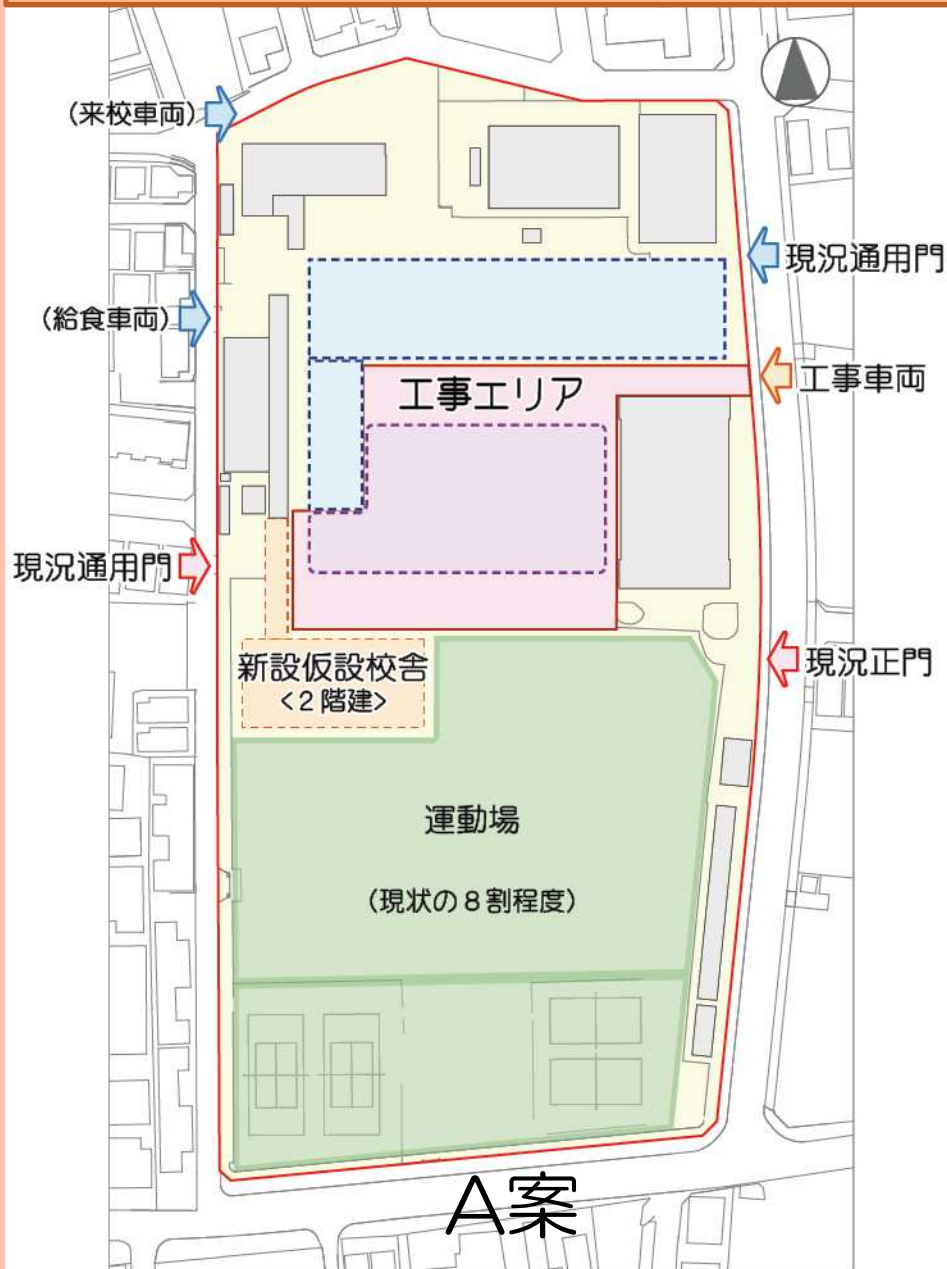 (来校車両)
現況通用門
(給食車両)
工事車両
工事エリア
現況通用門
新設仮設校舎
<2階建>
現況正門
運動場
(現状の8割程度)
A案